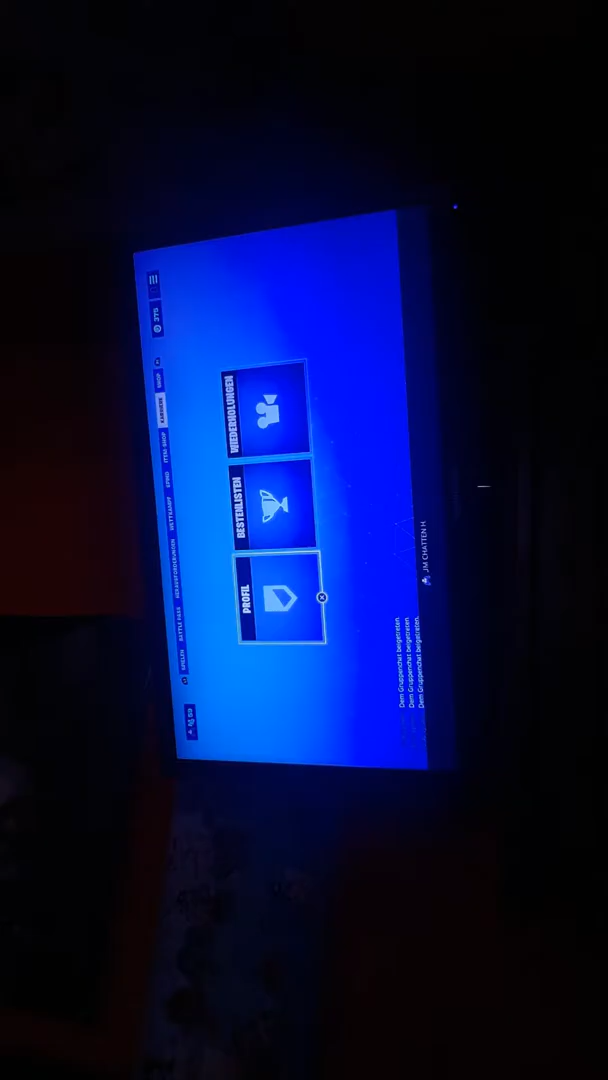 SPIELEN BATTLE PASS HERAUSFORDERUNGEN WETTKAMPF SPIND ITEM-SHOP KARRIERE SHOP 375
PROFIL
BESTENLISTEN
WIEDERHOLUNGEN
Dem Gruppenchat beigetreten.
Dem Gruppenchat beigetreten.
Dem Gruppenchat beigetreten.
UM CHATTEN H